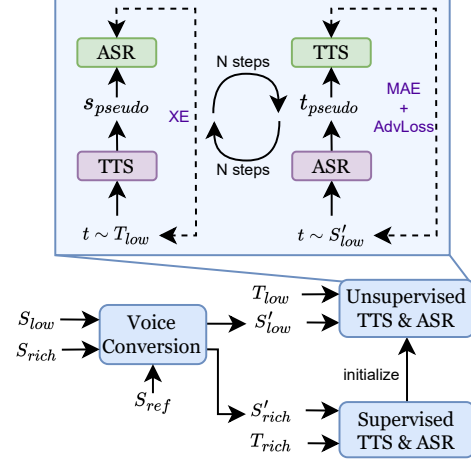 ASR
TTS
N steps
s_pseudo
t_pseudo
MAE
+
AdvLoss
XE
TTS
ASR
N steps
t ∼ T_low
t ∼ S'_low
T_low
Unsupervised
TTS & ASR
S_low
Voice
Conversion
S'_low
S_rich
initialize
S_ref
S'_rich
Supervised
TTS & ASR
T_rich